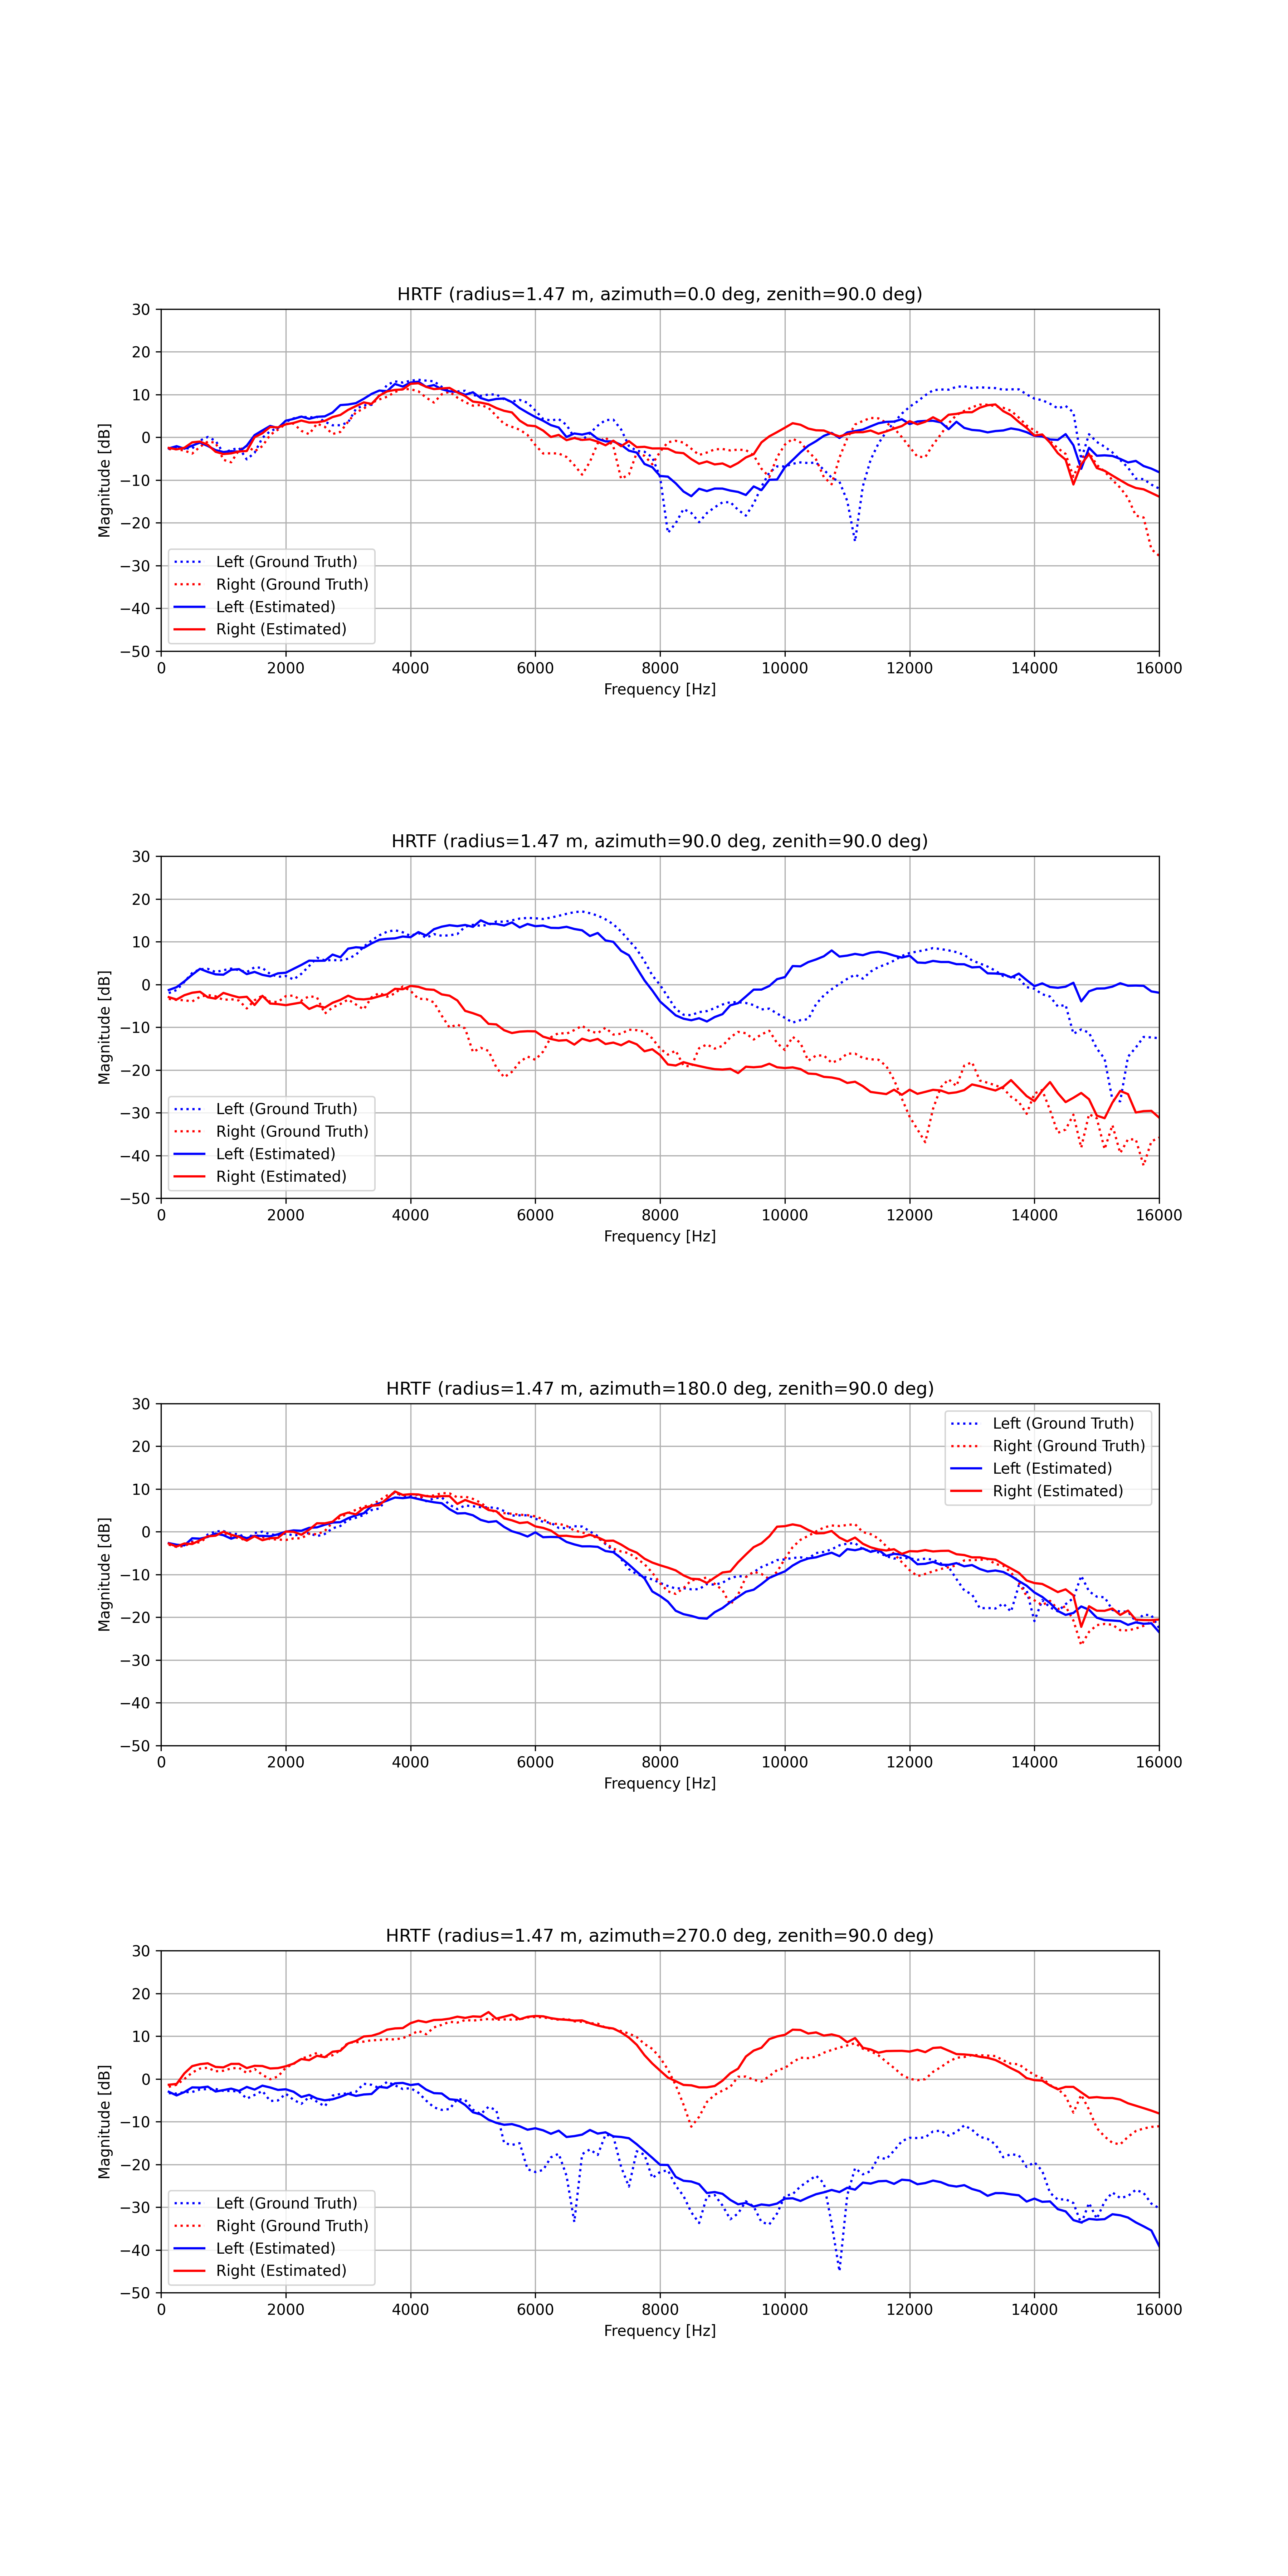 HRTF (radius=1.47 m, azimuth=0.0 deg, zenith=90.0 deg)
30
20
10
0
−10
−20
−30
−40
−50
Magnitude [dB]
Left (Ground Truth)
Right (Ground Truth)
Left (Estimated)
Right (Estimated)
0 2000 4000 6000 8000 10000 12000 14000 16000
Frequency [Hz]
HRTF (radius=1.47 m, azimuth=90.0 deg, zenith=90.0 deg)
30
20
10
0
−10
−20
−30
−40
−50
Magnitude [dB]
Left (Ground Truth)
Right (Ground Truth)
Left (Estimated)
Right (Estimated)
0 2000 4000 6000 8000 10000 12000 14000 16000
Frequency [Hz]
HRTF (radius=1.47 m, azimuth=180.0 deg, zenith=90.0 deg)
30
20
10
0
−10
−20
−30
−40
−50
Magnitude [dB]
Left (Ground Truth)
Right (Ground Truth)
Left (Estimated)
Right (Estimated)
0 2000 4000 6000 8000 10000 12000 14000 16000
Frequency [Hz]
HRTF (radius=1.47 m, azimuth=270.0 deg, zenith=90.0 deg)
30
20
10
0
−10
−20
−30
−40
−50
Magnitude [dB]
Left (Ground Truth)
Right (Ground Truth)
Left (Estimated)
Right (Estimated)
0 2000 4000 6000 8000 10000 12000 14000 16000
Frequency [Hz]